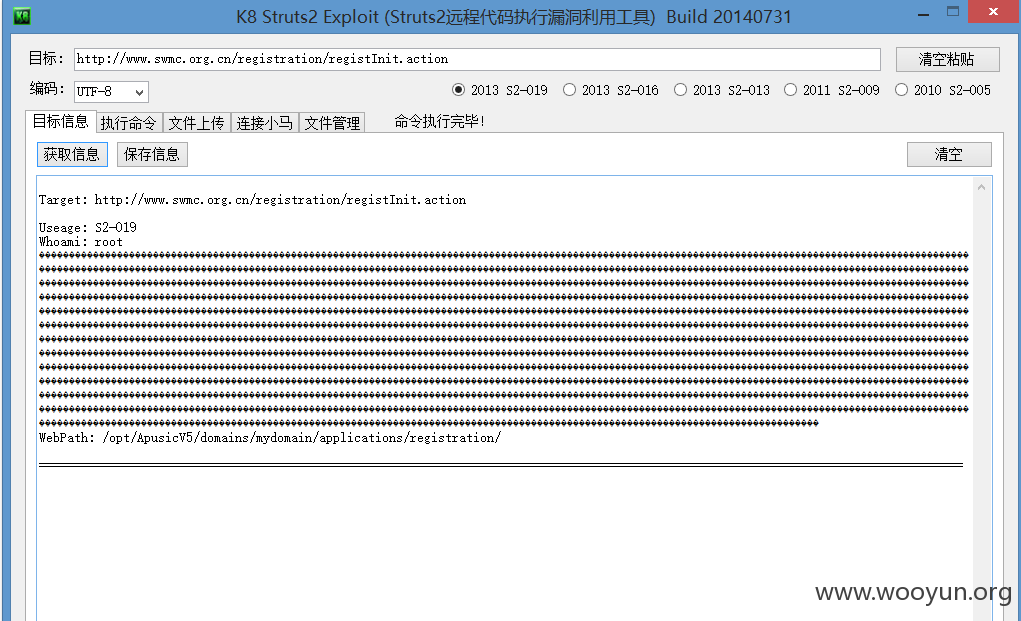 K8 Struts2 Exploit (Struts2远程代码执行漏洞利用工具) Build 20140731
目标: http://www.swmc.org.cn/registration/registInit.action 清空粘贴
编码: UTF-8 2013 S2-019 2013 S2-016 2013 S2-013 2011 S2-009 2010 S2-005
目标信息 执行命令 文件上传 连接小马 文件管理 命令执行完毕!
获取信息 保存信息 清空
Target: http://www.swmc.org.cn/registration/registInit.action
Useage: S2-019
Whoami: root
WebPath: /opt/ApusicV5/domains/mydomain/applications/registration/
www.wooyun.org